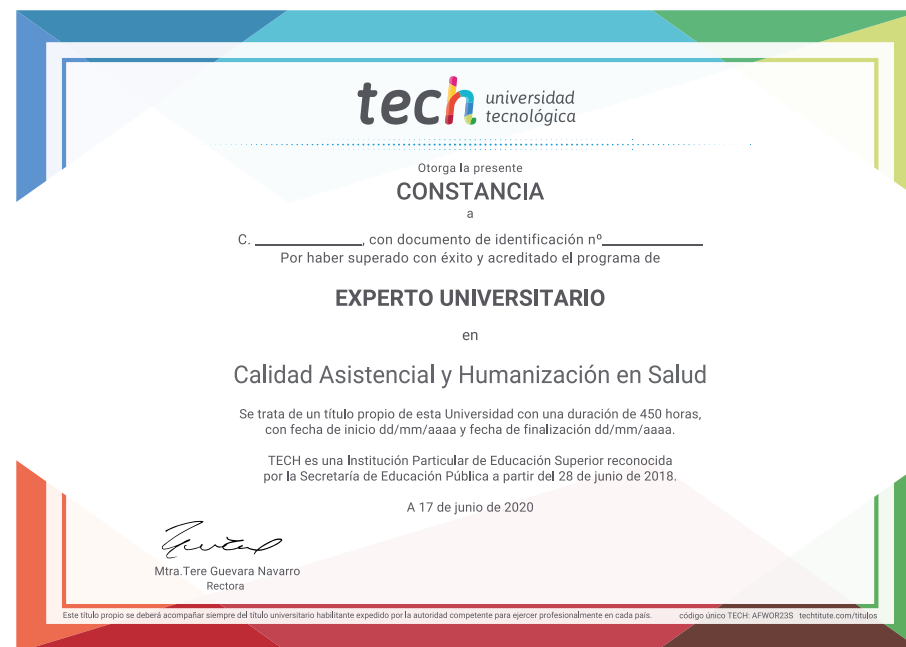 tech universidad
tecnológica
Otorga la presente
CONSTANCIA
a
C. ______________, con documento de identificación nº_____________
Por haber superado con éxito y acreditado el programa de
EXPERTO UNIVERSITARIO
en
Calidad Asistencial y Humanización en Salud
Se trata de un título propio de esta Universidad con una duración de 450 horas,
con fecha de inicio dd/mm/aaaa y fecha de finalización dd/mm/aaaa.
TECH es una Institución Particular de Educación Superior reconocida
por la Secretaría de Educación Pública a partir del 28 de junio de 2018.
A 17 de junio de 2020
Mtra.Tere Guevara Navarro
Rectora
Este título propio se deberá acompañar siempre del título universitario habilitante expedido por la autoridad competente para ejercer profesionalmente en cada país. código único TECH: AFWOR23S techtitute.com/titulos